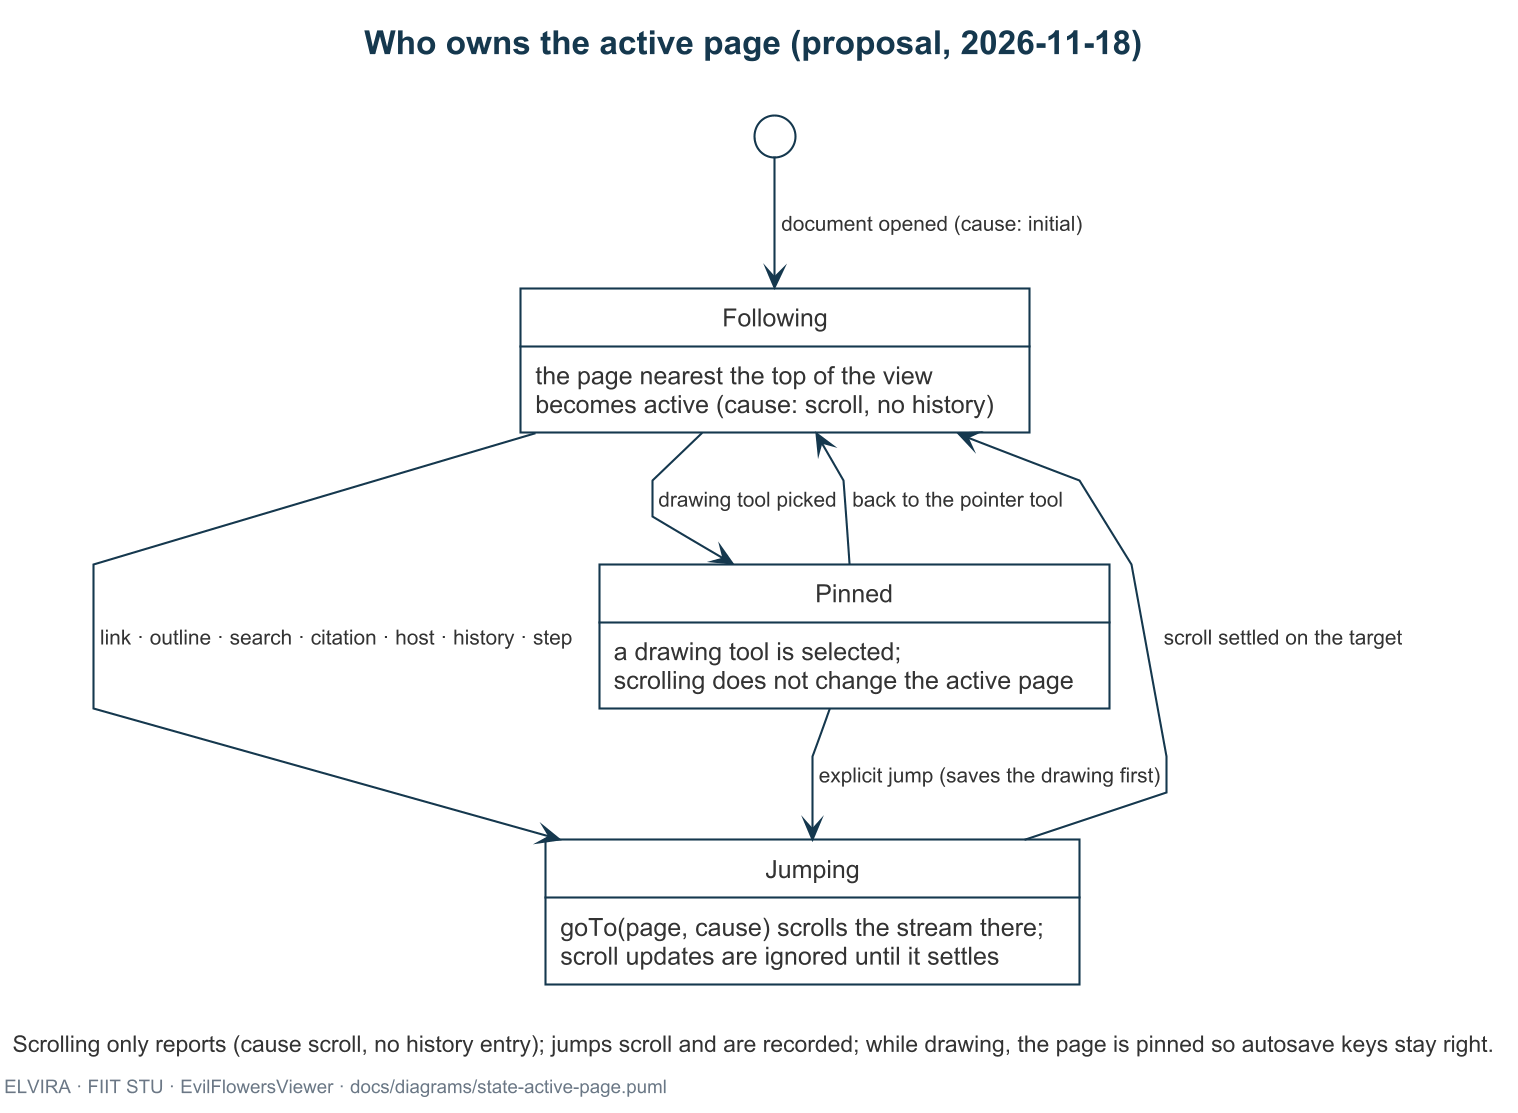 Who owns the active page (proposal, 2026-11-18)
document opened (cause: initial)
Following
the page nearest the top of the view
becomes active (cause: scroll, no history)
drawing tool picked
back to the pointer tool
Pinned
a drawing tool is selected;
scrolling does not change the active page
link · outline · search · citation · host · history · step
scroll settled on the target
explicit jump (saves the drawing first)
Jumping
goTo(page, cause) scrolls the stream there;
scroll updates are ignored until it settles
Scrolling only reports (cause scroll, no history entry); jumps scroll and are recorded; while drawing, the page is pinned so autosave keys stay right.
ELVIRA · FIIT STU · EvilFlowersViewer · docs/diagrams/state-active-page.puml